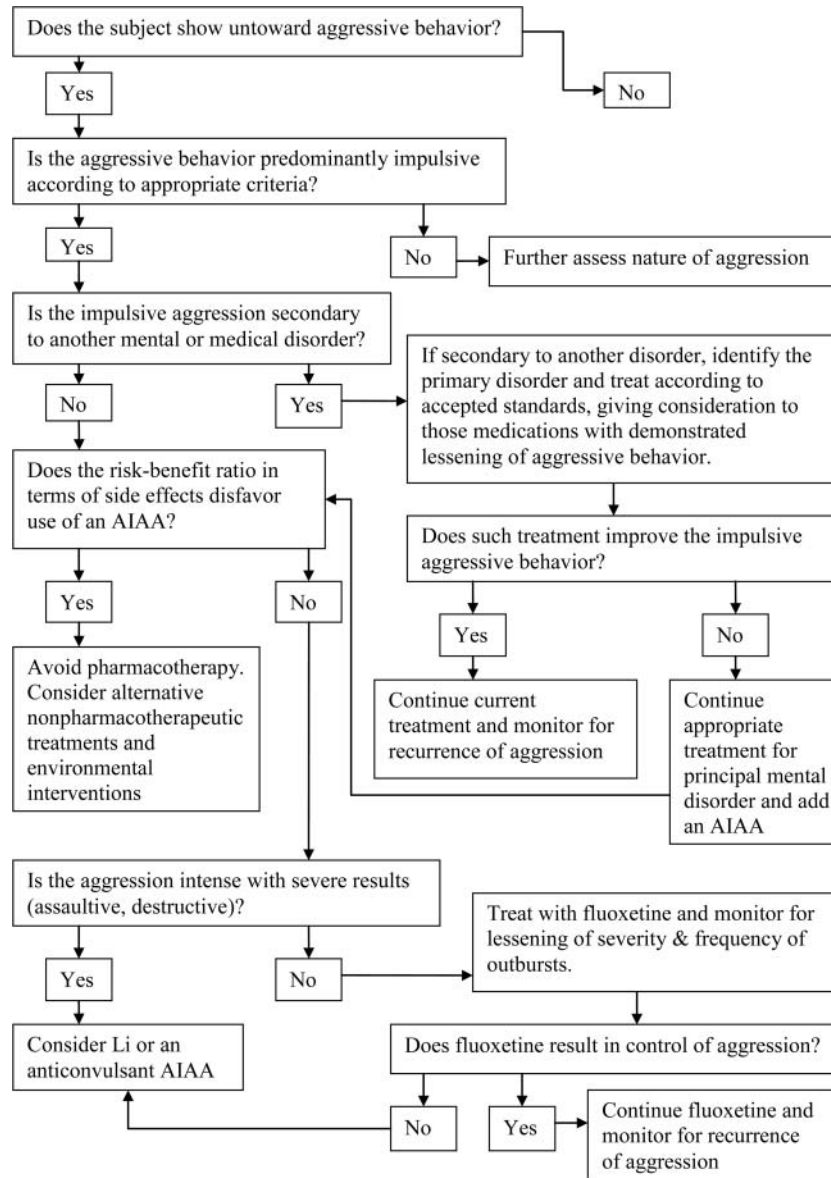 Does the subject show untoward aggressive behavior?
Yes
No
Is the aggressive behavior predominantly impulsive
according to appropriate criteria?
Yes
No
Further assess nature of aggression
Is the impulsive aggression secondary
to another mental or medical disorder?
No
Yes
If secondary to another disorder, identify the
primary disorder and treat according to
accepted standards, giving consideration to
those medications with demonstrated
lessening of aggressive behavior.
Does the risk-benefit ratio in
terms of side effects disfavor
use of an AIAA?
Does such treatment improve the impulsive
aggressive behavior?
Yes
No
Yes
No
Avoid pharmacotherapy.
Consider alternative
nonpharmacotherapeutic
treatments and
environmental
interventions
Continue current
treatment and monitor for
recurrence of aggression
Continue
appropriate
treatment for
principal mental
disorder and add
an AIAA
Is the aggression intense with severe results
(assaultive, destructive)?
Yes
No
Treat with fluoxetine and monitor for
lessening of severity & frequency of
outbursts.
Consider Li or an
anticonvulsant AIAA
Does fluoxetine result in control of aggression?
No
Yes
Continue fluoxetine and
monitor for recurrence
of aggression